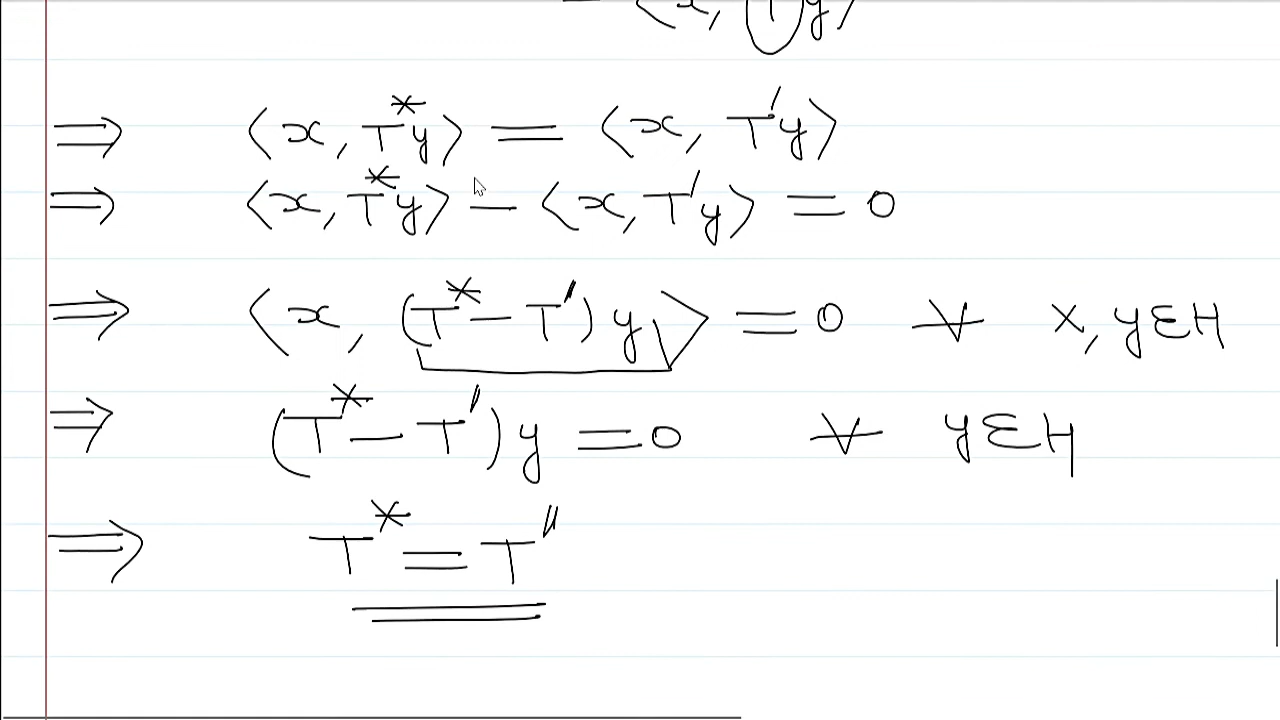 = ⟨x, T'y⟩
⇒ ⟨x, T*y⟩ = ⟨x, T'y⟩
⇒ ⟨x, T*y⟩ − ⟨x, T'y⟩ = 0
⇒ ⟨x, (T* − T')y⟩ = 0 ∀ x, y ∈ H
⇒ (T* − T')y = 0 ∀ y ∈ H
⇒ T* = T'